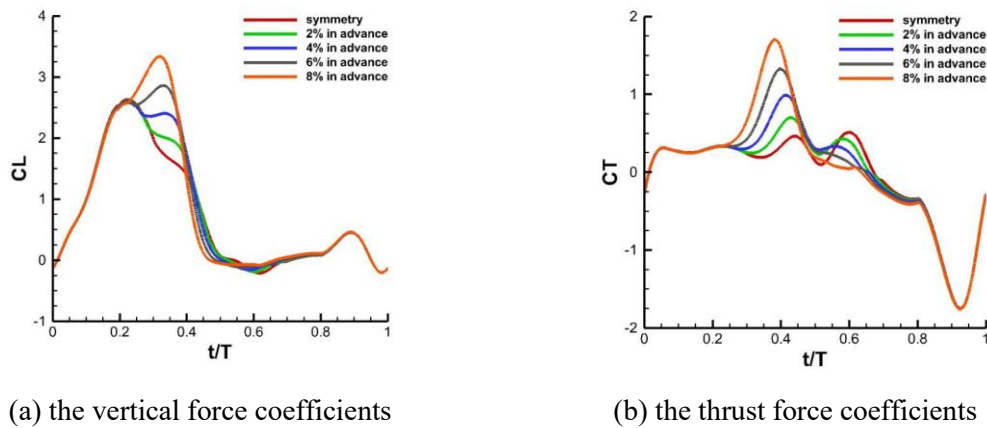 4
3
2
1
0
-1
CL
0
0.2
0.4
0.6
0.8
1
t/T
symmetry
2% in advance
4% in advance
6% in advance
8% in advance
(a) the vertical force coefficients
2
1
0
-1
-2
CT
0
0.2
0.4
0.6
0.8
1
t/T
symmetry
2% in advance
4% in advance
6% in advance
8% in advance
(b) the thrust force coefficients